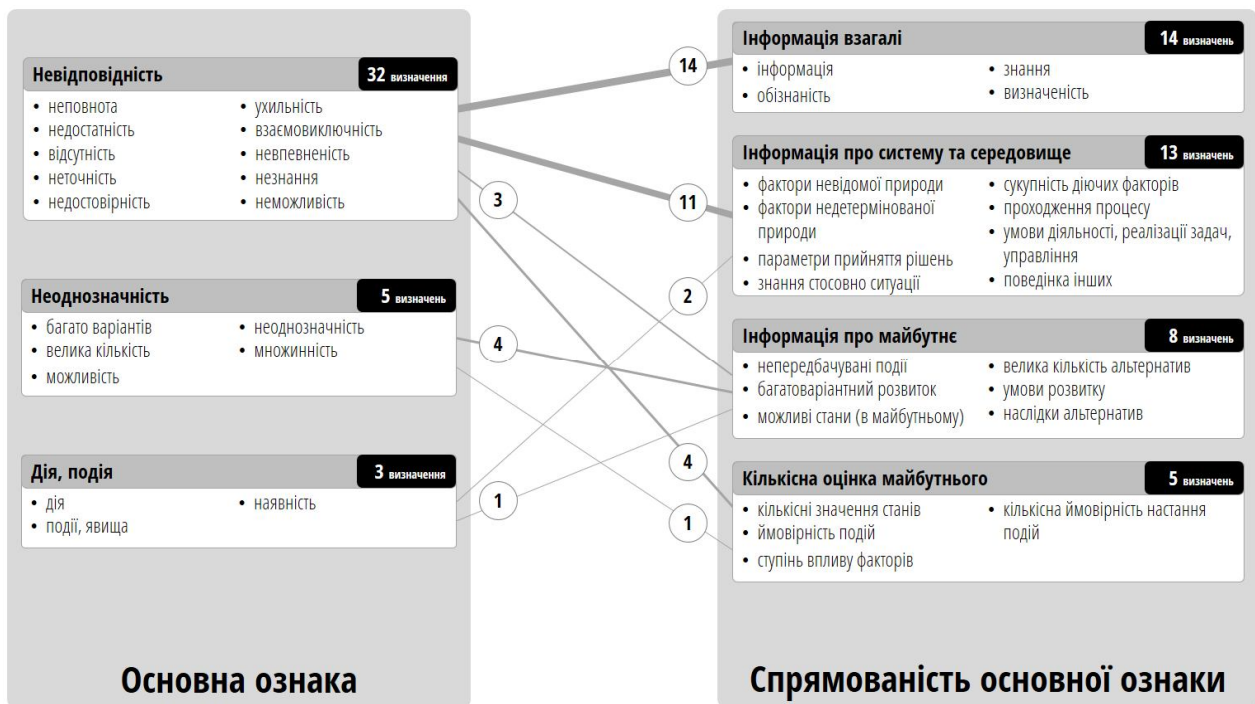 Невідповідність
32 визначення
• неповнота
• недостатність
• відсутність
• неточність
• недостовірність
• ухильність
• взаємовиключність
• невпевненість
• незнання
• неможливість
Неоднозначність
5 визначень
• багато варіантів
• велика кількість
• можливість
• неоднозначність
• множинність
Дія, подія
3 визначення
• дія
• події, явища
• наявність
Основна ознака
14
3
11
2
4
4
1
1
Інформація взагалі
14 визначень
• інформація
• обізнаність
• знання
• визначеність
Інформація про систему та середовище
13 визначень
• фактори невідомої природи
• фактори недетермінованої
природи
• параметри прийняття рішень
• знання стосовно ситуації
• сукупність діючих факторів
• проходження процесу
• умови діяльності, реалізації задач,
управління
• поведінка інших
Інформація про майбутнє
8 визначень
• непередбачувані події
• багатоваріантний розвиток
• можливі стани (в майбутньому)
• велика кількість альтернатив
• умови розвитку
• наслідки альтернатив
Кількісна оцінка майбутнього
5 визначень
• кількісні значення станів
• ймовірність подій
• ступінь впливу факторів
• кількісна ймовірність настання
подій
Спрямованість основної ознаки